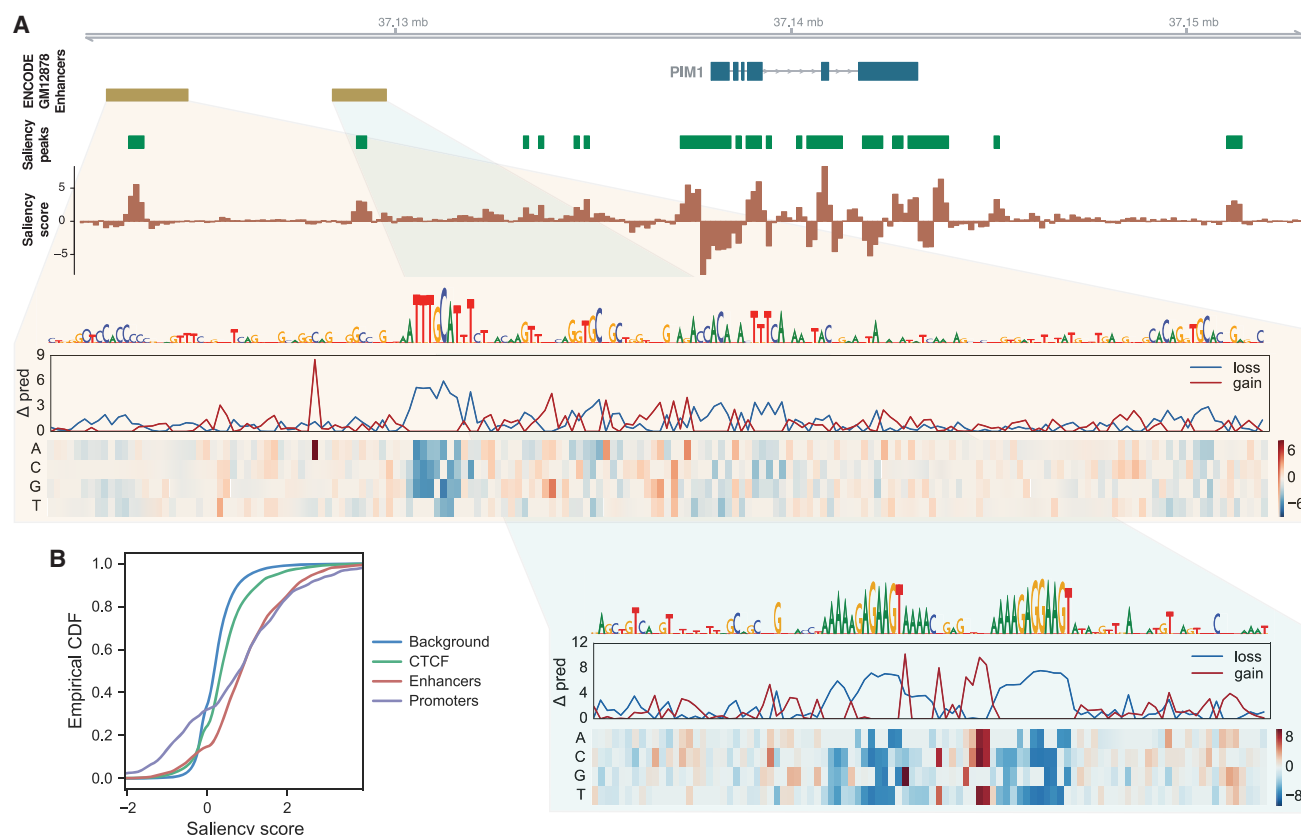 A
37.13 mb
37.14 mb
37.15 mb
ENCODE
GM12878
Enhancers
PIM1
Saliency
peaks
Saliency
score
5
0
−5
Δ pred
9
6
3
0
loss
gain
A
C
G
T
6
0
−6
B
Empirical CDF
1.0
0.8
0.6
0.4
0.2
0.0
−2
0
2
Saliency score
Background
CTCF
Enhancers
Promoters
Δ pred
12
8
4
0
loss
gain
A
C
G
T
8
0
−8